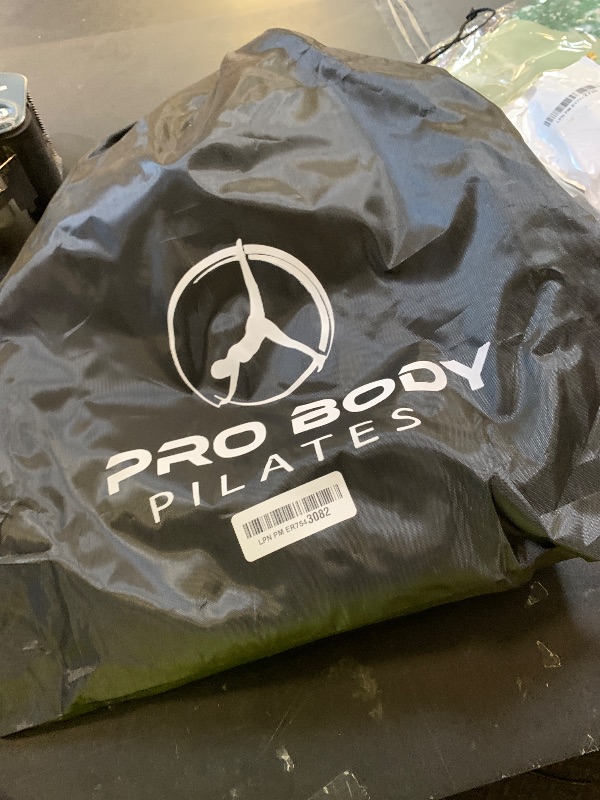 PRO BODY
PILATES
LPN PM ER7543082